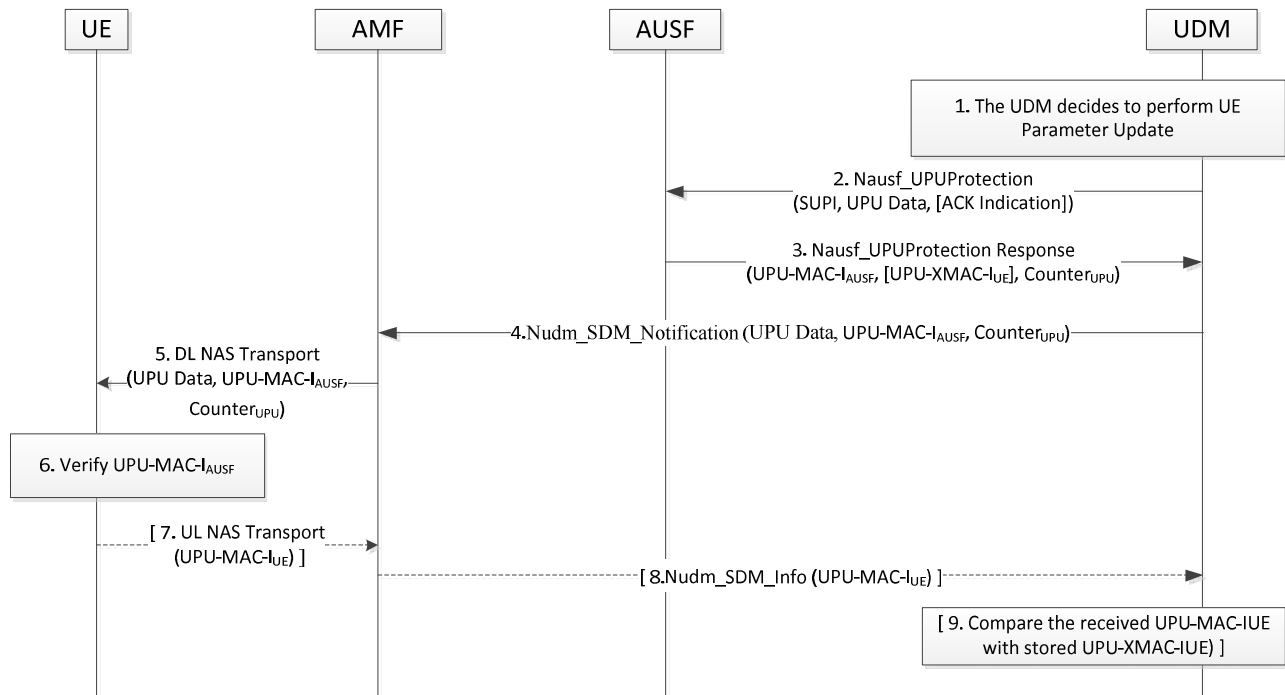 UE
AMF
AUSF
UDM
1. The UDM decides to perform UE
Parameter Update
2. Nausf_UPUProtection
(SUPI, UPU Data, [ACK Indication])
3. Nausf_UPUProtection Response
(UPU-MAC-IAUSF, [UPU-XMAC-IUE], CounterUPU)
4.Nudm_SDM_Notification (UPU Data, UPU-MAC-IAUSF, CounterUPU)
5. DL NAS Transport
(UPU Data, UPU-MAC-IAUSF,
CounterUPU)
6. Verify UPU-MAC-IAUSF
[ 7. UL NAS Transport
(UPU-MAC-IUE) ]
[ 8.Nudm_SDM_Info (UPU-MAC-IUE) ]
[ 9. Compare the received UPU-MAC-IUE
with stored UPU-XMAC-IUE) ]